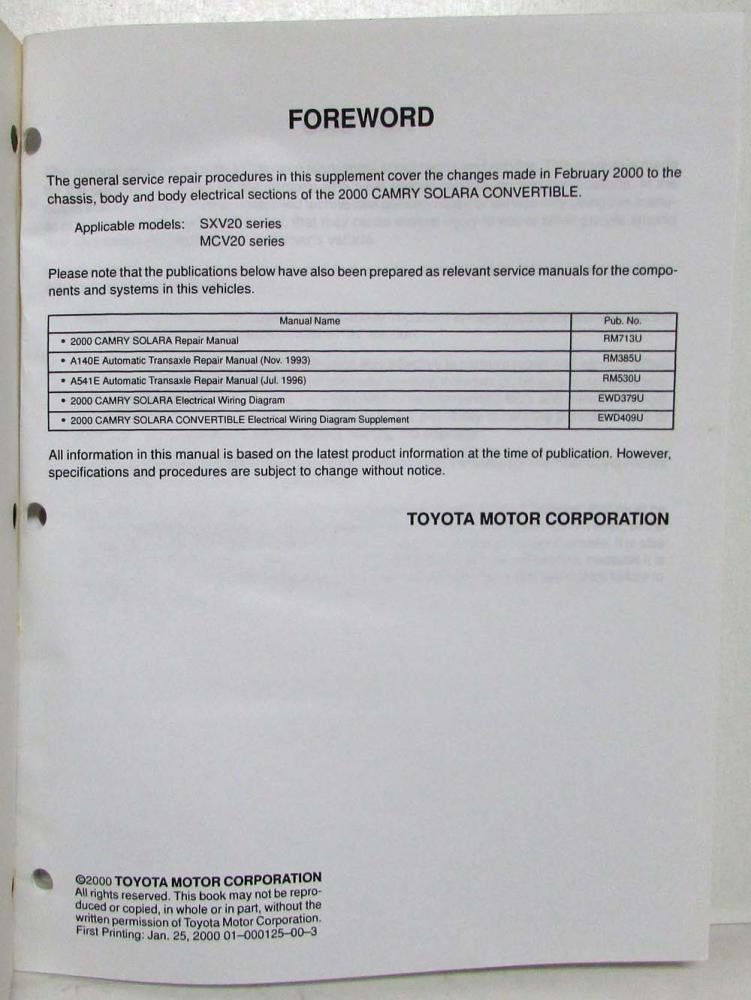 FOREWORD
The general service repair procedures in this supplement cover the changes made in February 2000 to the
chassis, body and body electrical sections of the 2000 CAMRY SOLARA CONVERTIBLE.
Applicable models: SXV20 series
MCV20 series
Please note that the publications below have also been prepared as relevant service manuals for the compo-
nents and systems in this vehicles.
Manual Name Pub. No.
• 2000 CAMRY SOLARA Repair Manual RM713U
• A140E Automatic Transaxle Repair Manual (Nov. 1993) RM385U
• A541E Automatic Transaxle Repair Manual (Jul. 1996) RM530U
• 2000 CAMRY SOLARA Electrical Wiring Diagram EWD379U
• 2000 CAMRY SOLARA CONVERTIBLE Electrical Wiring Diagram Supplement EWD409U
All information in this manual is based on the latest product information at the time of publication. However,
specifications and procedures are subject to change without notice.
TOYOTA MOTOR CORPORATION
©2000 TOYOTA MOTOR CORPORATION
All rights reserved. This book may not be repro-
duced or copied, in whole or in part, without the
written permission of Toyota Motor Corporation.
First Printing: Jan. 25, 2000 01–000125–00–3